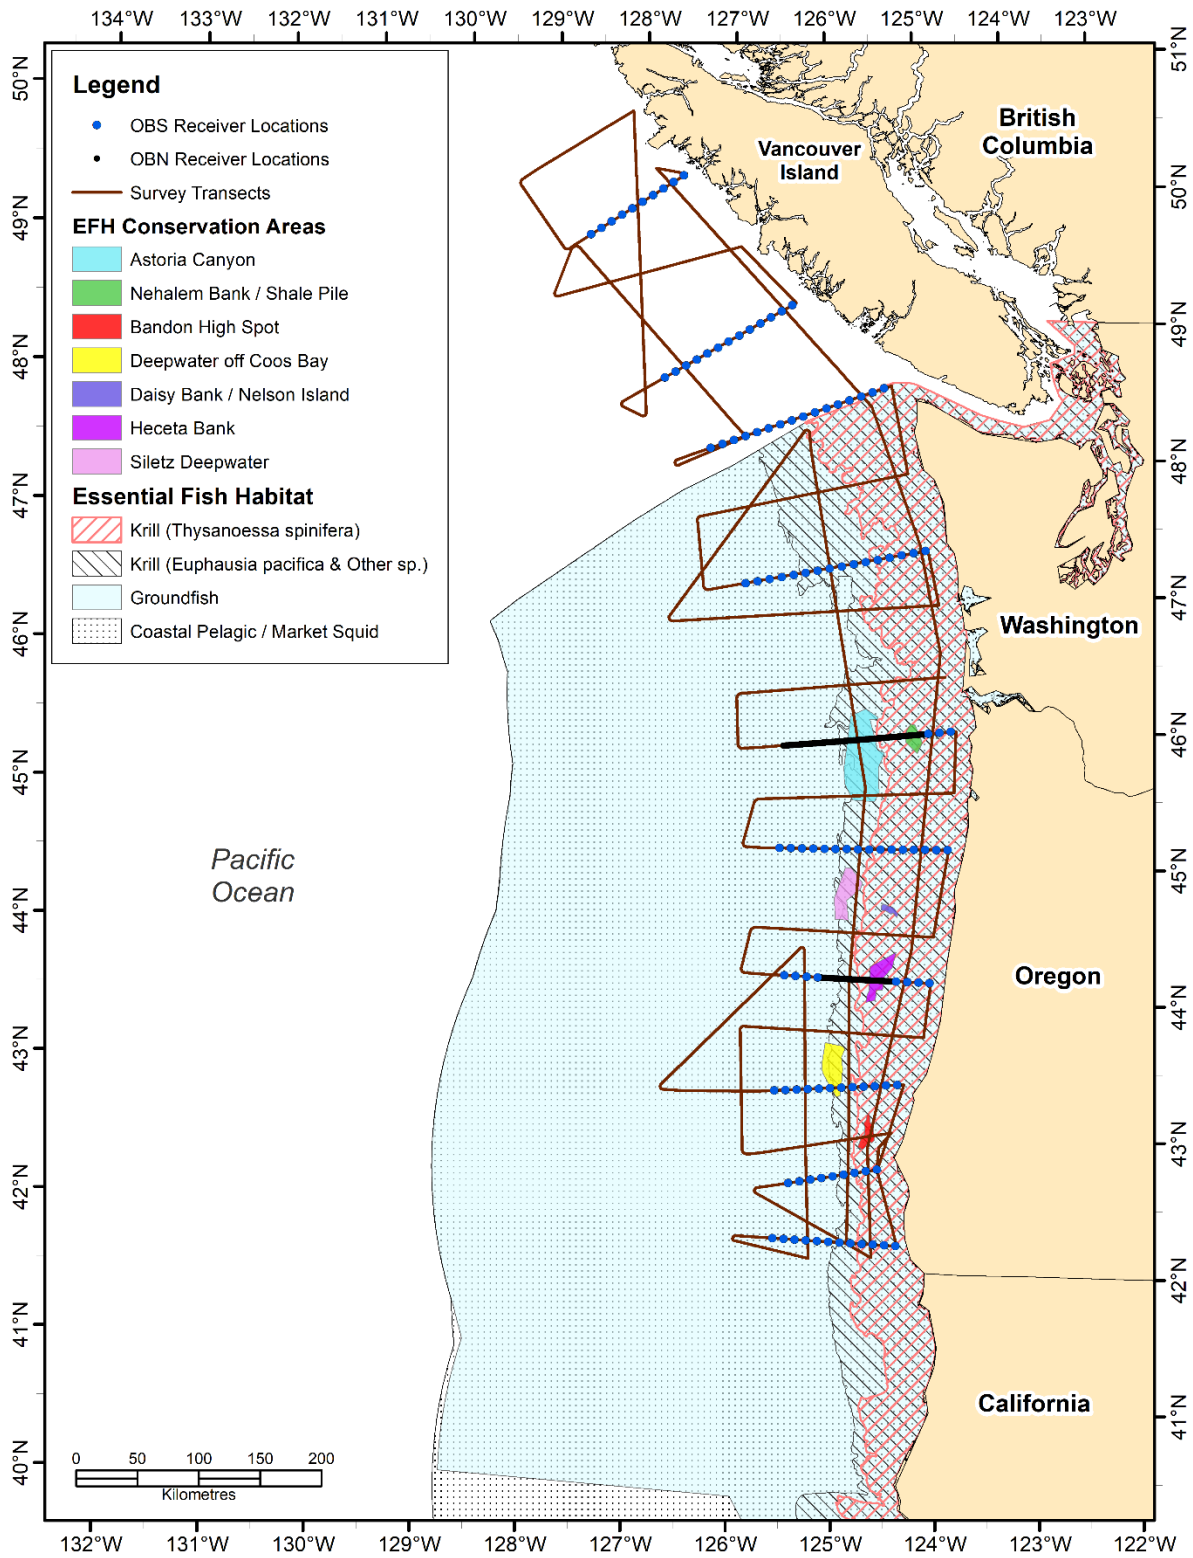 134°W 133°W 132°W 131°W 130°W 129°W 128°W 127°W 126°W 125°W 124°W 123°W
51°N
50°N
49°N
48°N
47°N
46°N
45°N
44°N
43°N
42°N
41°N
40°N
Legend
OBS Receiver Locations
OBN Receiver Locations
Survey Transects
EFH Conservation Areas
Astoria Canyon
Nehalem Bank / Shale Pile
Bandon High Spot
Deepwater off Coos Bay
Daisy Bank / Nelson Island
Heceta Bank
Siletz Deepwater
Essential Fish Habitat
Krill (Thysanoessa spinifera)
Krill (Euphausia pacifica & Other sp.)
Groundfish
Coastal Pelagic / Market Squid
British
Columbia
Vancouver
Island
Washington
Pacific
Ocean
Oregon
California
0 50 100 150 200
Kilometres
50°N
49°N
48°N
47°N
46°N
45°N
44°N
43°N
42°N
41°N
132°W 131°W 130°W 129°W 128°W 127°W 126°W 125°W 124°W 123°W 122°W